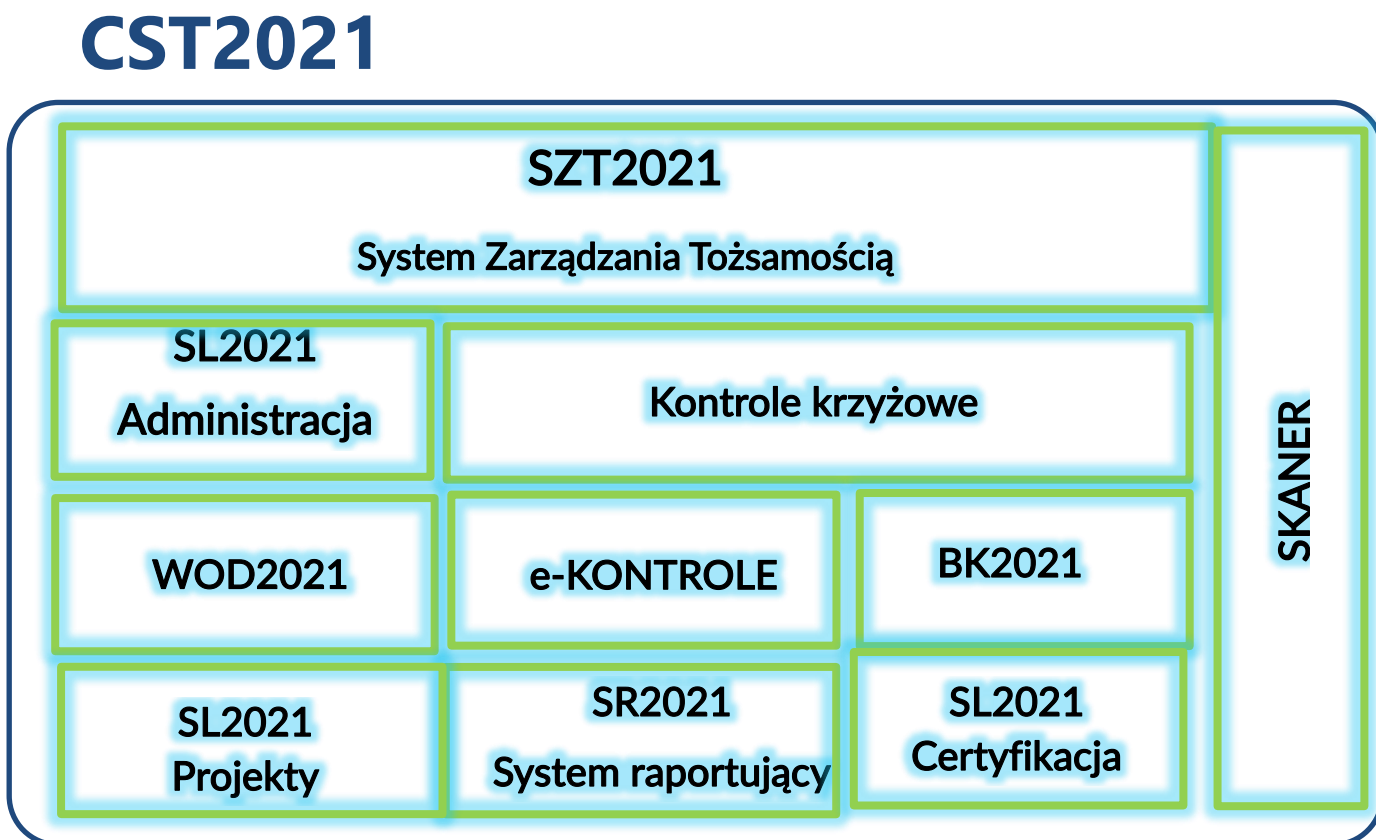 CST2021
SZT2021
System Zarządzania Tożsamością
SL2021
Administracja
Kontrole krzyżowe
SKANER
WOD2021
e-KONTROLE
BK2021
SL2021
Projekty
SR2021
System raportujący
SL2021
Certyfikacja